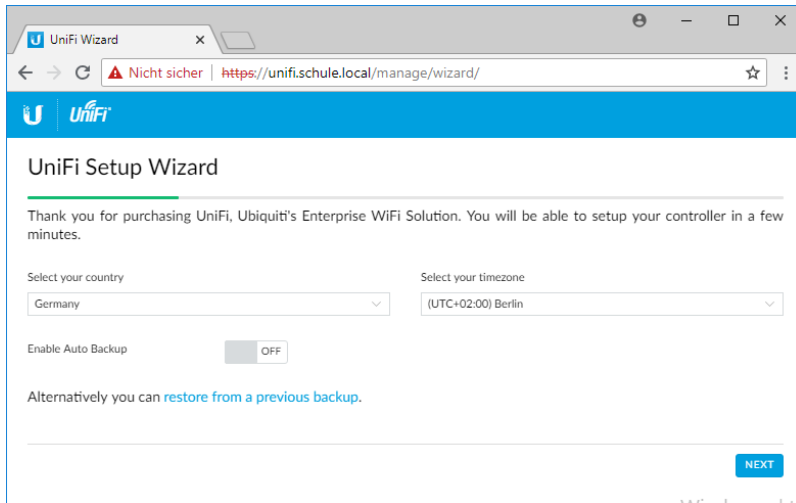 UniFi Wizard
Nicht sicher | https://unifi.schule.local/manage/wizard/
U UniFi
UniFi Setup Wizard
Thank you for purchasing UniFi, Ubiquiti's Enterprise WiFi Solution. You will be able to setup your controller in a few
minutes.
Select your country
Select your timezone
Germany
(UTC+02:00) Berlin
Enable Auto Backup
OFF
Alternatively you can restore from a previous backup.
NEXT